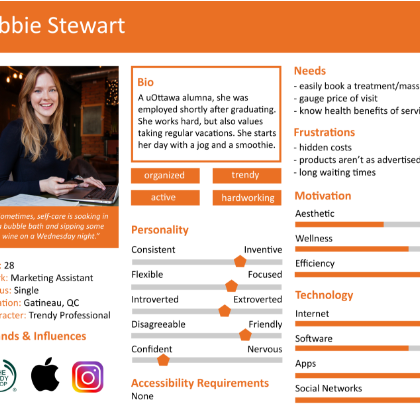 bbie Stewart
ometimes, self-care is soaking in
bubble bath and sipping some
wine on a Wednesday night."
: 28
k: Marketing Assistant
us: Single
ation: Gatineau, QC
racter: Trendy Professional
nds & Influences
Bio
A uOttawa alumna, she was
employed shortly after graduating.
She works hard, but also values
taking regular vacations. She starts
her day with a jog and a smoothie.
organized
trendy
active
hardworking
Personality
Consistent Inventive
Flexible Focused
Introverted Extroverted
Disagreeable Friendly
Confident Nervous
Accessibility Requirements
None
Needs
- easily book a treatment/mass
- gauge price of visit
- know health benefits of servi
Frustrations
- hidden costs
- products aren't as advertised
- long waiting times
Motivation
Aesthetic
Wellness
Efficiency
Technology
Internet
Software
Apps
Social Networks